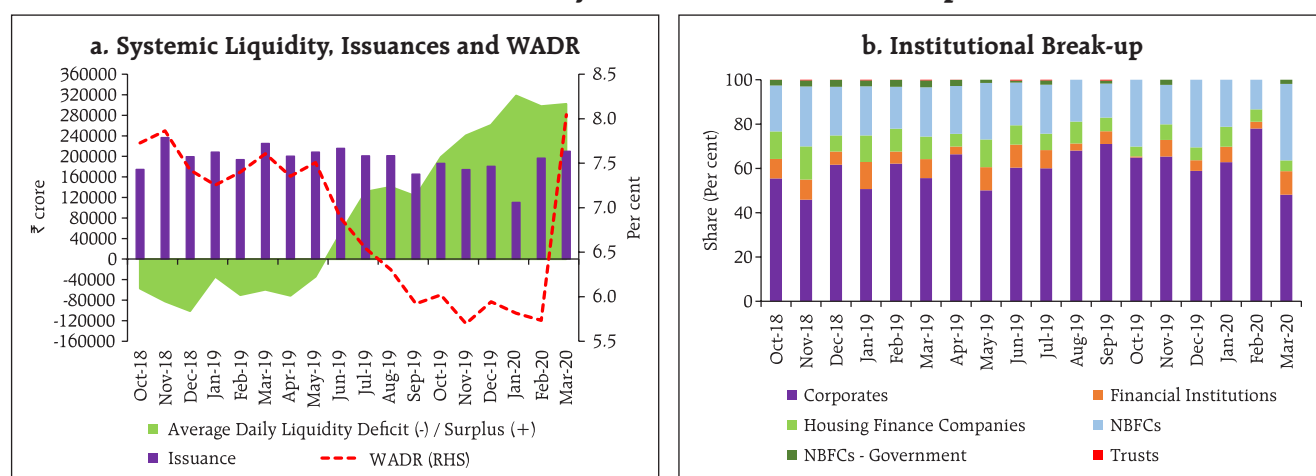 a. Systemic Liquidity, Issuances and WADR
360000
320000
280000
240000
200000
160000
120000
80000
40000
0
-40000
-80000
-120000
-160000
₹ crore
8.5
8.0
7.5
7.0
6.5
6.0
5.5
Per cent
Oct-18
Nov-18
Dec-18
Jan-19
Feb-19
Mar-19
Apr-19
May-19
Jun-19
Jul-19
Aug-19
Sep-19
Oct-19
Nov-19
Dec-19
Jan-20
Feb-20
Mar-20
Average Daily Liquidity Deficit (-) / Surplus (+)
Issuance
WADR (RHS)
b. Institutional Break-up
100
80
60
40
20
0
Share (Per cent)
Oct-18
Nov-18
Dec-18
Jan-19
Feb-19
Mar-19
Apr-19
May-19
Jun-19
Jul-19
Aug-19
Sep-19
Oct-19
Nov-19
Dec-19
Jan-20
Feb-20
Mar-20
Corporates
Financial Institutions
Housing Finance Companies
NBFCs
NBFCs - Government
Trusts